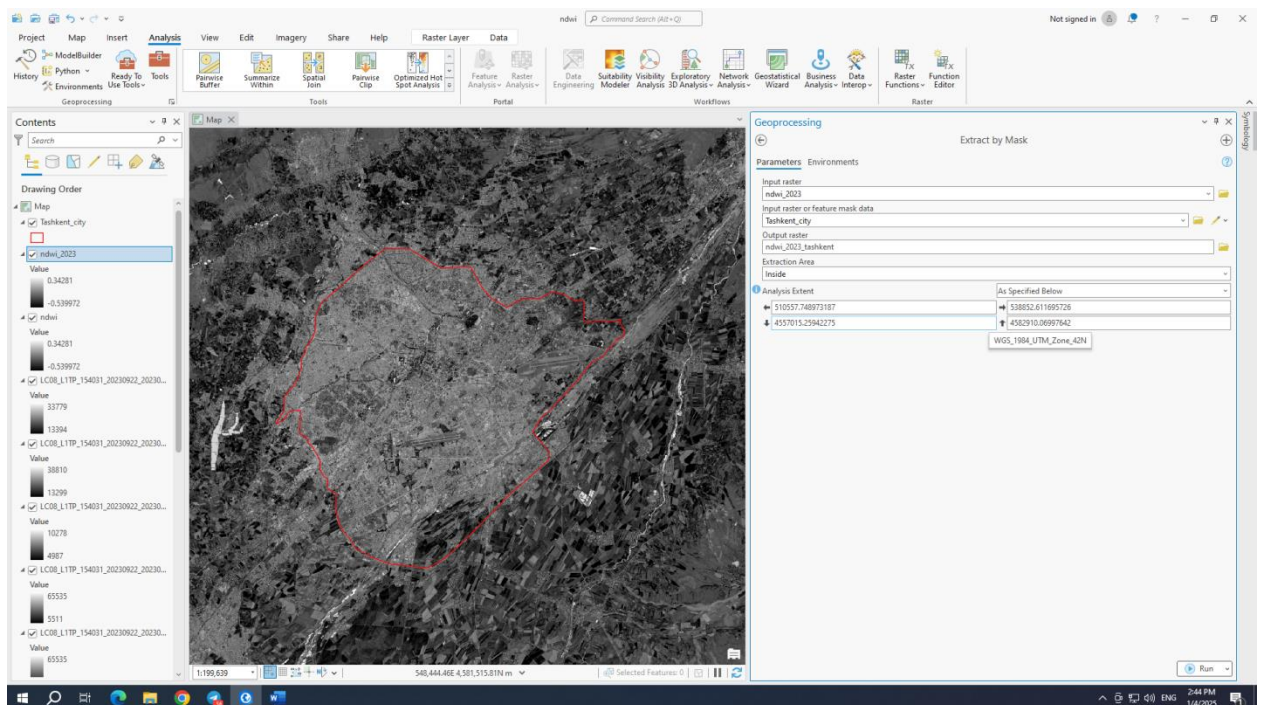 ndwi
Command Search (Alt+Q)
Not signed in
?
Project Map Insert Analysis View Edit Imagery Share Help Raster Layer Data
History
ModelBuilder
Python
Environments
Ready To Use Tools
Tools
Geoprocessing
Pairwise Buffer
Summarize Within
Spatial Join
Pairwise Clip
Optimized Hot Spot Analysis
Tools
Feature Analysis
Raster Analysis
Portal
Data Engineering
Suitability Modeler
Visibility Analysis
Exploratory 3D Analysis
Network Analysis
Geostatistical Wizard
Business Analysis
Data Interop
Workflows
Raster Functions
Function Editor
Raster
Contents
Search
Drawing Order
Map
Tashkent_city
ndwi_2023
Value
0.34281
-0.539972
ndwi
Value
0.34281
-0.539972
LC08_L1TP_154031_20230922_20230...
Value
33779
13394
LC08_L1TP_154031_20230922_20230...
Value
38810
13299
LC08_L1TP_154031_20230922_20230...
Value
10278
4987
LC08_L1TP_154031_20230922_20230...
Value
65535
5511
LC08_L1TP_154031_20230922_20230...
Value
65535
Map
1:199,639
548,444.46E 4,581,515.81N m
Selected Features: 0
Geoprocessing
Extract by Mask
Parameters Environments
Input raster
ndwi_2023
Input raster or feature mask data
Tashkent_city
Output raster
ndwi_2023_tashkent
Extraction Area
Inside
Analysis Extent As Specified Below
510557.748973187 538852.611695726
4557015.25942275 4582910.06997642
WGS_1984_UTM_Zone_42N
Run
Symbology
ENG
2:44 PM
1/4/2025